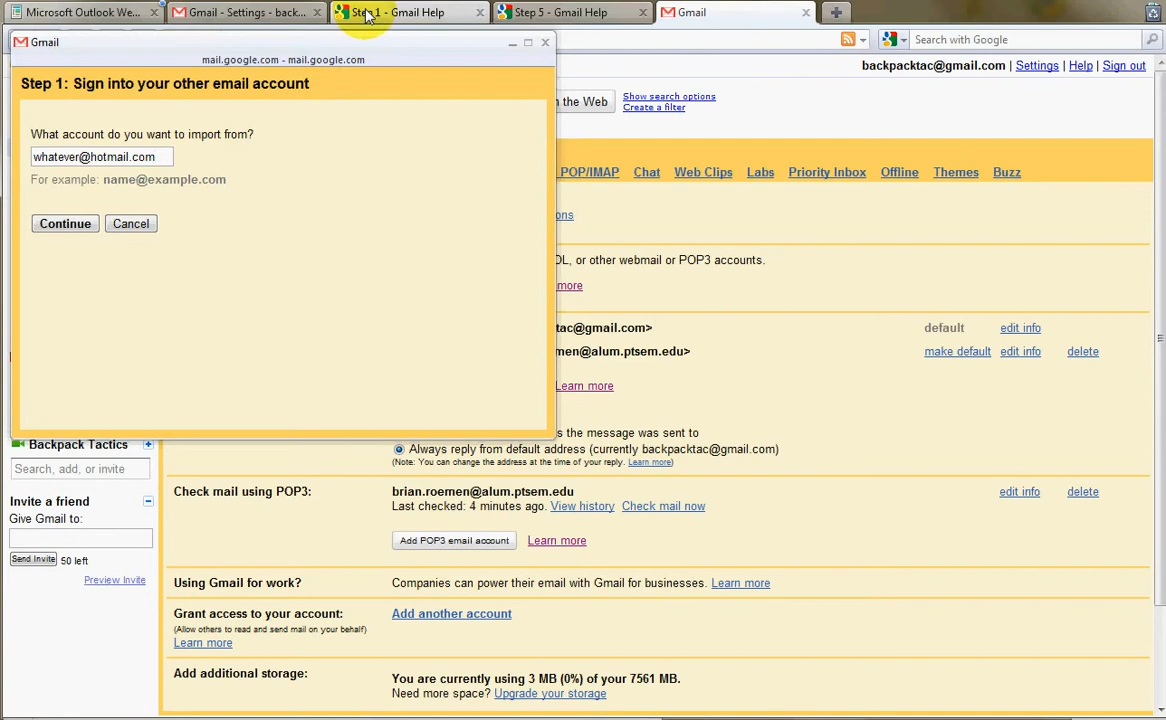 Microsoft Outlook We...
Gmail - Settings - back...
Step 1 - Gmail Help
Step 5 - Gmail Help
Gmail
Gmail
Search with Google
mail.google.com - mail.google.com
backpacktac@gmail.com | Settings | Help | Sign out
Step 1: Sign into your other email account
n the Web
Show search options
Create a filter
What account do you want to import from?
whatever@hotmail.com
For example: name@example.com
Continue
Cancel
POP/IMAP Chat Web Clips Labs Priority Inbox Offline Themes Buzz
ons
OL, or other webmail or POP3 accounts.
more
tac@gmail.com>
default
edit info
men@alum.ptsem.edu>
make default
edit info
delete
Learn more
s the message was sent to
Always reply from default address (currently backpacktac@gmail.com)
(Note: You can change the address at the time of your reply. Learn more)
Backpack Tactics
Search, add, or invite
Invite a friend
Give Gmail to:
Send Invite
50 left
Preview Invite
Check mail using POP3:
brian.roemen@alum.ptsem.edu
edit info
delete
Last checked: 4 minutes ago. View history Check mail now
Add POP3 email account
Learn more
Using Gmail for work?
Companies can power their email with Gmail for businesses. Learn more
Grant access to your account:
(Allow others to read and send mail on your behalf)
Learn more
Add another account
Add additional storage:
You are currently using 3 MB (0%) of your 7561 MB.
Need more space? Upgrade your storage